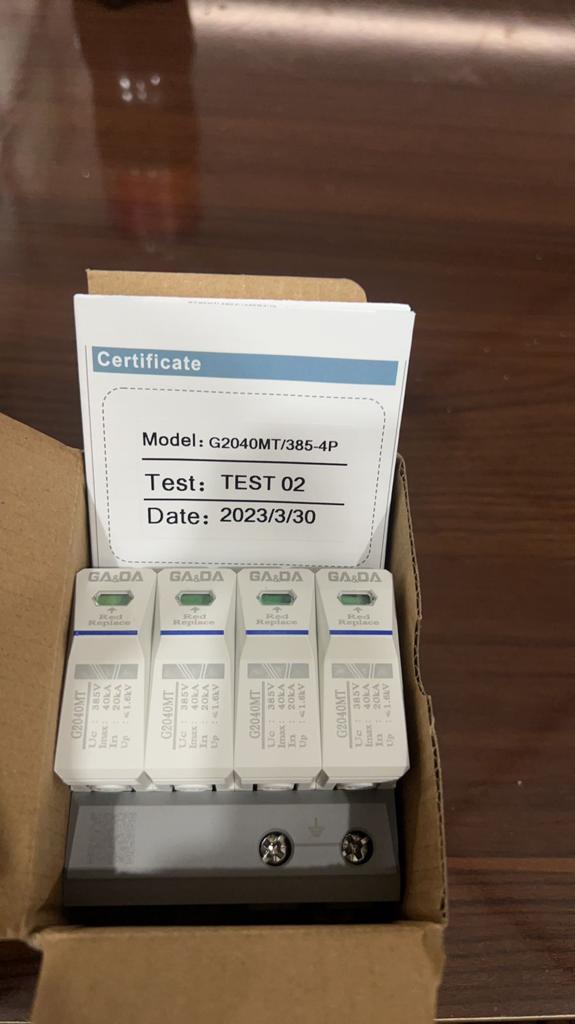 Certificate
Model: G2040MT/385-4P
Test: TEST 02
Date: 2023/3/30
GA&DA
Red
Replace
G2040MT
Uc : 385V
Imax : 40kA
In : 20kA
Up : ≤1.6kV
GA&DA
Red
Replace
G2040MT
Uc : 385V
Imax : 40kA
In : 20kA
Up : ≤1.6kV
GA&DA
Red
Replace
G2040MT
Uc : 385V
Imax : 40kA
In : 20kA
Up : ≤1.6kV
GA&DA
Red
Replace
G2040MT
Uc : 385V
Imax : 40kA
In : 20kA
Up : ≤1.6kV